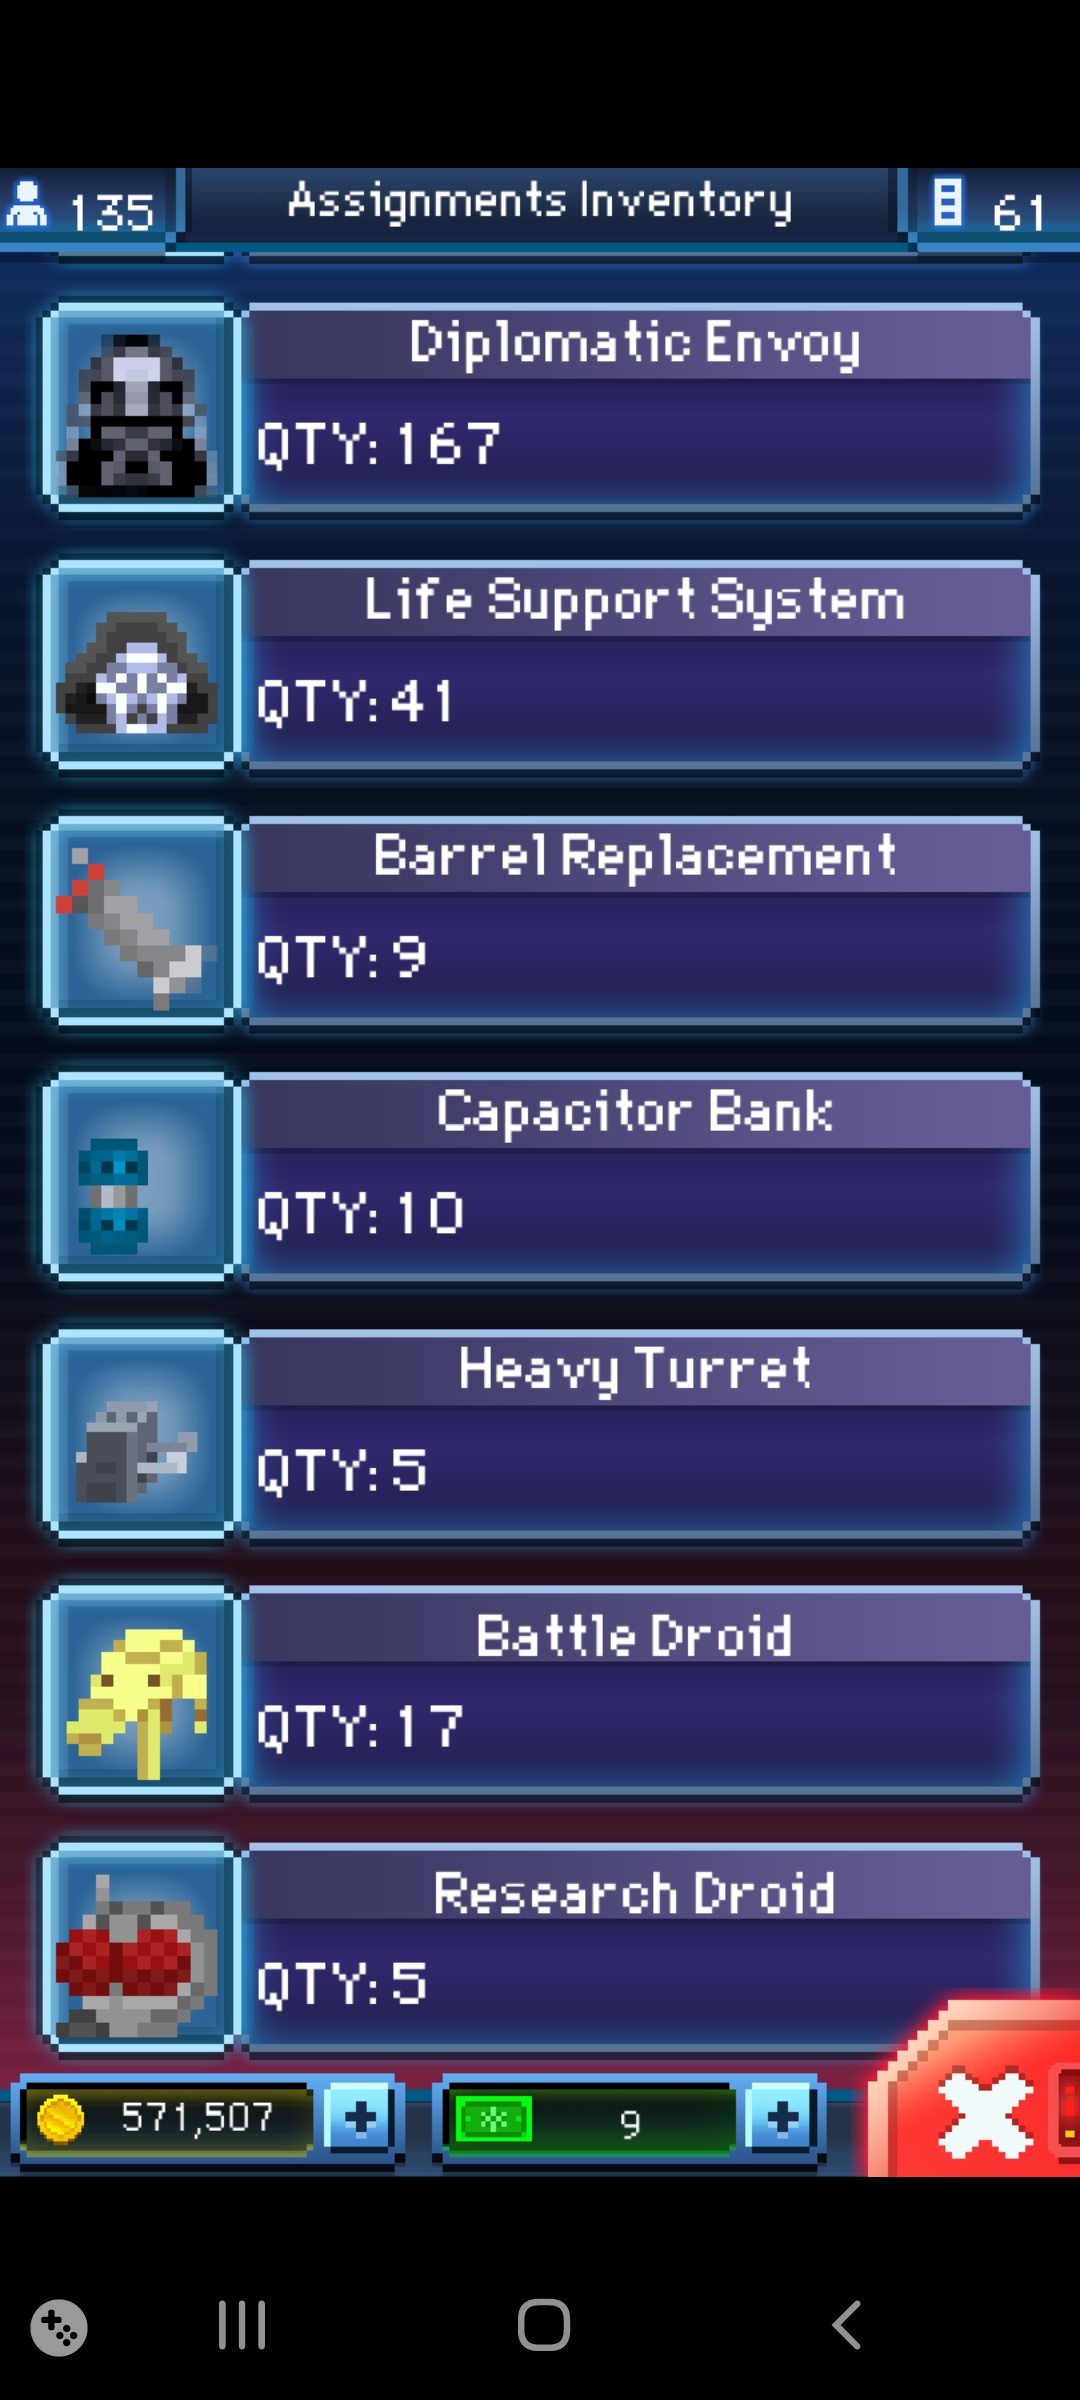 135
Assignments Inventory
61
Diplomatic Envoy
QTY: 167
Life Support System
QTY: 41
Barrel Replacement
QTY: 9
Capacitor Bank
QTY: 10
Heavy Turret
QTY: 5
Battle Droid
QTY: 17
Research Droid
QTY: 5
571,507
9